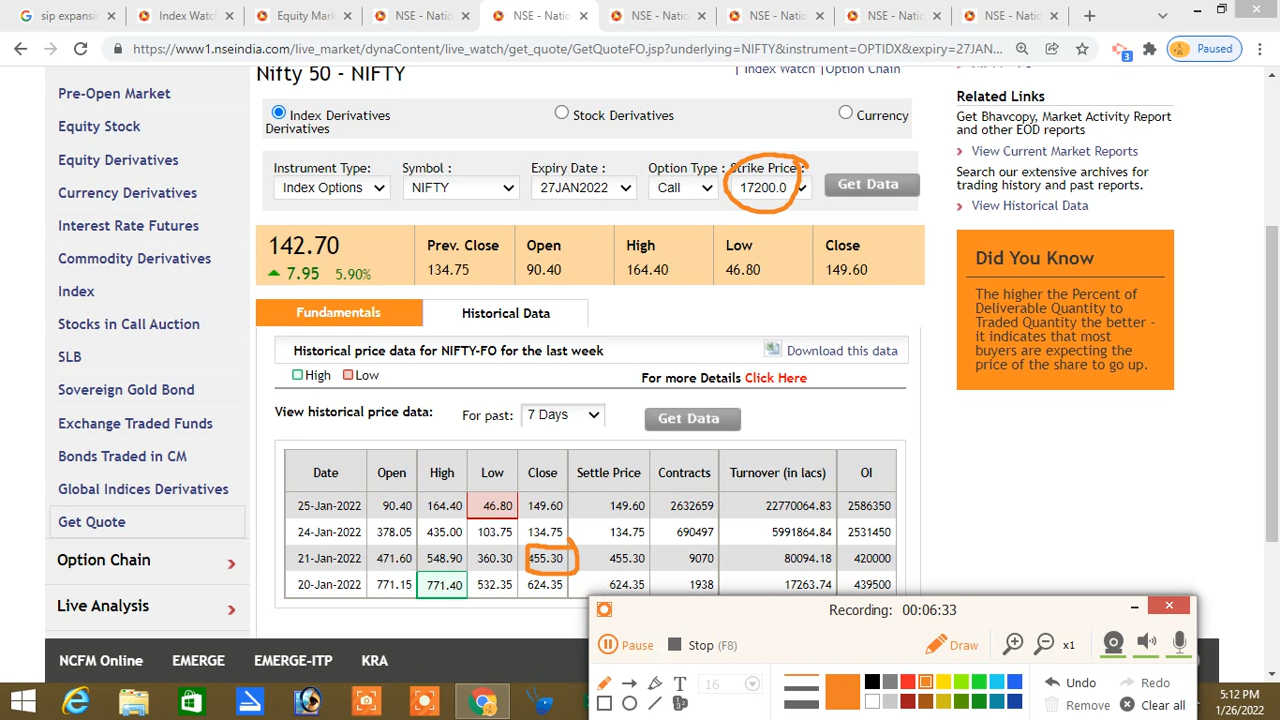 sip expansi
Index Watch
Equity Mark
NSE - Natio
NSE - Natio
NSE - Natio
NSE - Natio
NSE - Natio
NSE - Natio
https://www1.nseindia.com/live_market/dynaContent/live_watch/get_quote/GetQuoteFO.jsp?underlying=NIFTY&instrument=OPTIDX&expiry=27JAN...
3
Paused
Nifty 50 - NIFTY
| Index Watch | Option Chain
Pre-Open Market
Equity Stock
Equity Derivatives
Currency Derivatives
Interest Rate Futures
Commodity Derivatives
Index
Stocks in Call Auction
SLB
Sovereign Gold Bond
Exchange Traded Funds
Bonds Traded in CM
Global Indices Derivatives
Get Quote
Option Chain
Live Analysis
Index Derivatives Stock Derivatives Currency
Derivatives
Instrument Type: Symbol : Expiry Date : Option Type : Strike Price :
Index Options NIFTY 27JAN2022 Call 17200.0 Get Data
142.70 Prev. Close Open High Low Close
7.95 5.90% 134.75 90.40 164.40 46.80 149.60
Fundamentals Historical Data
Historical price data for NIFTY-FO for the last week Download this data
High Low For more Details Click Here
View historical price data: For past: 7 Days Get Data
Date Open High Low Close Settle Price Contracts Turnover (in lacs) OI
25-Jan-2022 90.40 164.40 46.80 149.60 149.60 2632659 22770064.83 2586350
24-Jan-2022 378.05 435.00 103.75 134.75 134.75 690497 5991864.84 2531450
21-Jan-2022 471.60 548.90 360.30 455.30 455.30 9070 80094.18 420000
20-Jan-2022 771.15 771.40 532.35 624.35 624.35 1938 17263.74 439500
Related Links
Get Bhavcopy, Market Activity Report
and other EOD reports
View Current Market Reports
Search our extensive archives for
trading history and past reports.
View Historical Data
Did You Know
The higher the Percent of
Deliverable Quantity to
Traded Quantity the better -
it indicates that most
buyers are expecting the
price of the share to go up.
NCFM Online EMERGE EMERGE-ITP KRA
Recording: 00:06:33
Pause Stop (F8) Draw x1
T 16 Undo Redo
Remove Clear all
5:12 PM
1/26/2022